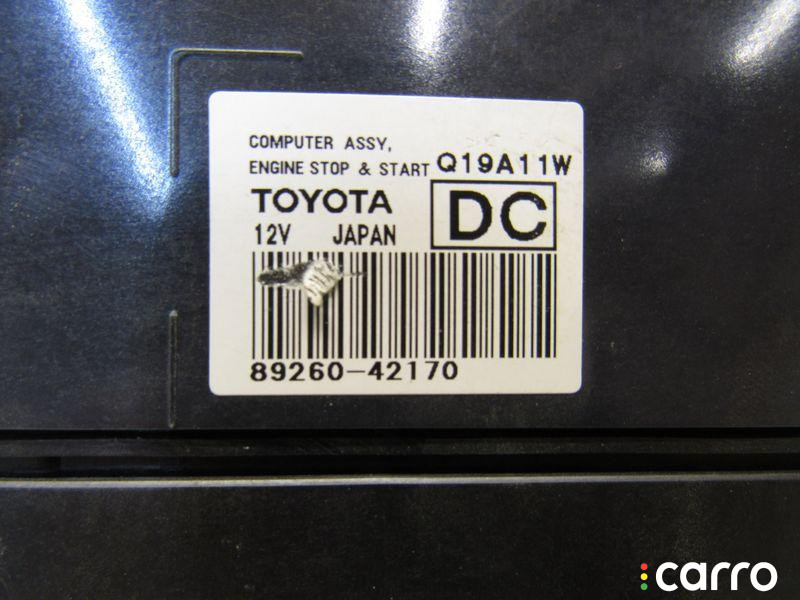 COMPUTER ASSY,
ENGINE STOP & START Q19A11W
TOYOTA DC
12V JAPAN
89260-42170
carro